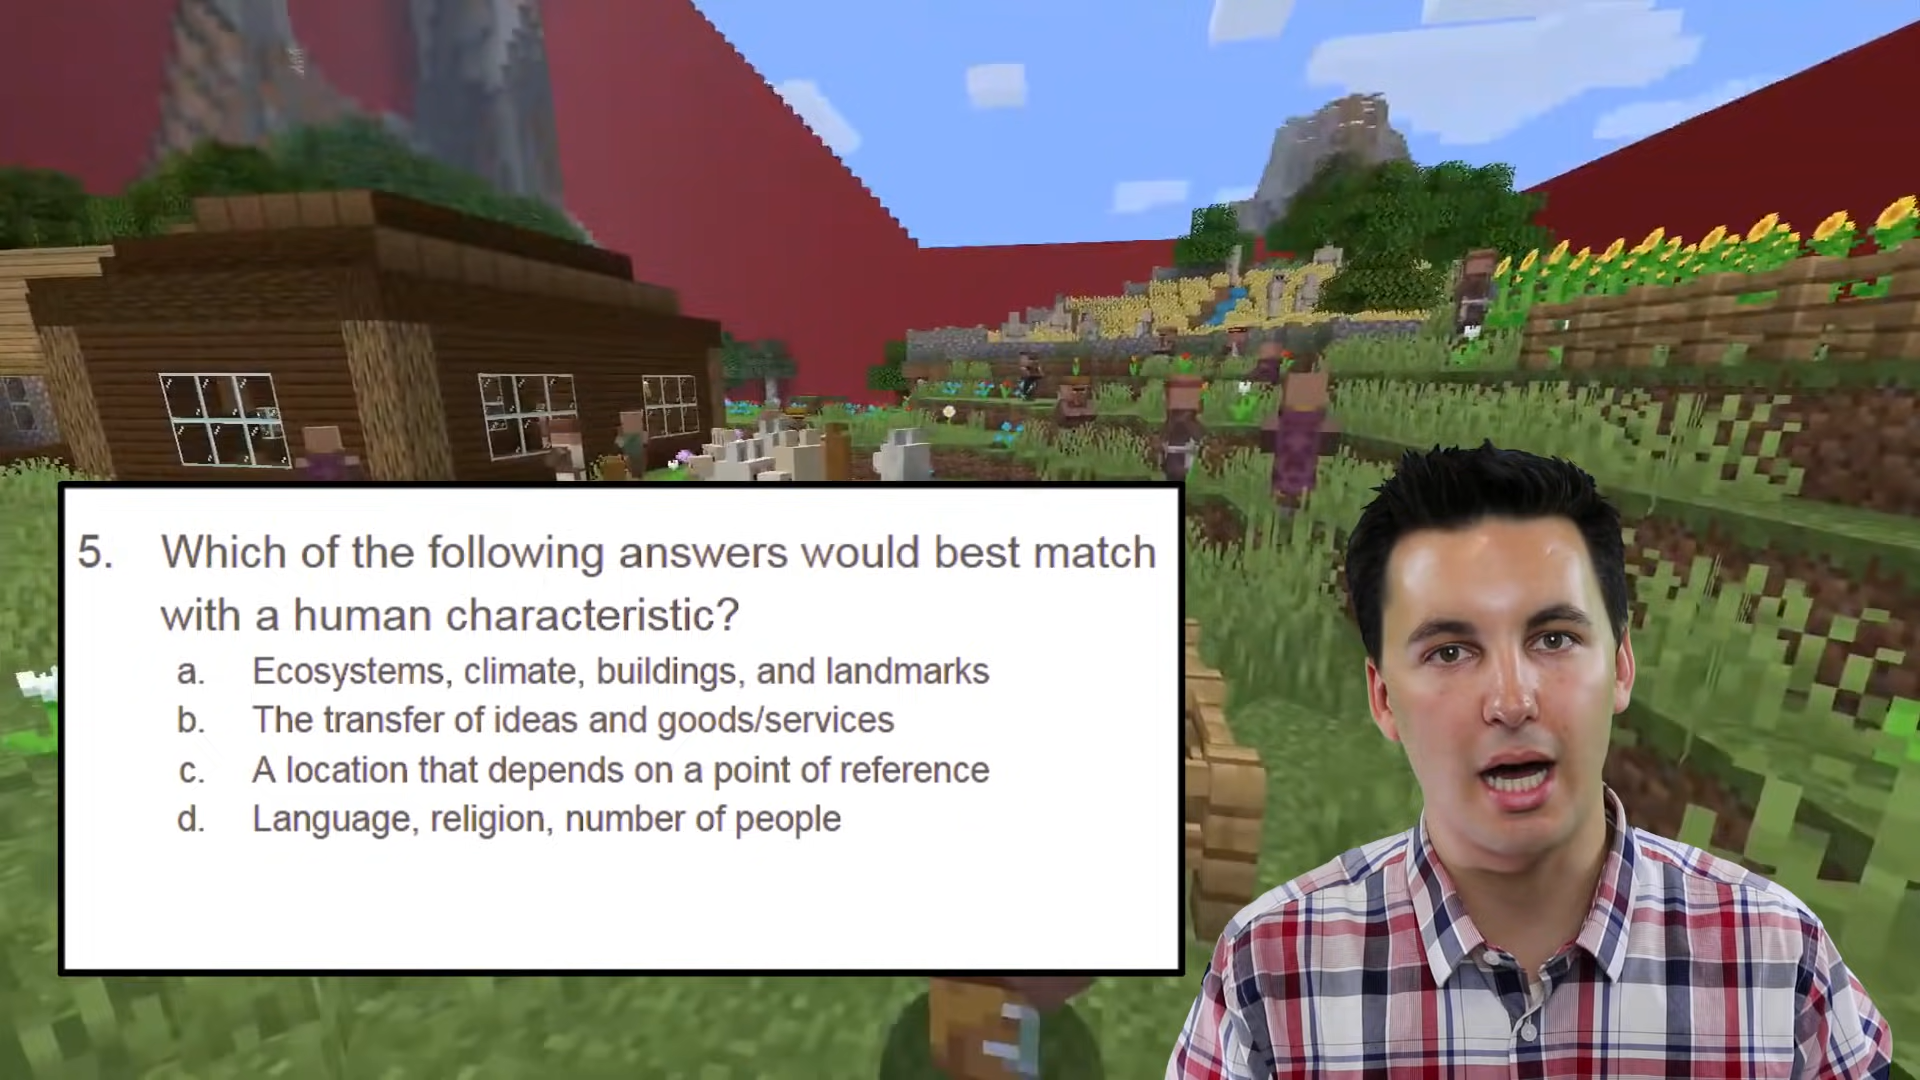 5. Which of the following answers would best match
with a human characteristic?
a. Ecosystems, climate, buildings, and landmarks
b. The transfer of ideas and goods/services
c. A location that depends on a point of reference
d. Language, religion, number of people